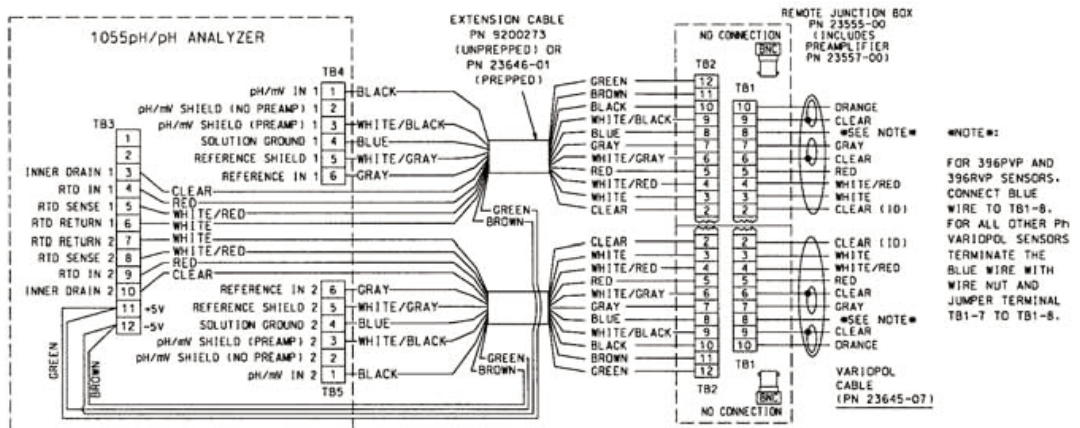 1055pH/pH ANALYZER
TB3
1
2
INNER DRAIN 1 3
RTD IN 1 4
RTD SENSE 1 5
RTD RETURN 1 6
RTD RETURN 2 7
RTD SENSE 2 8
RTD IN 2 9
INNER DRAIN 2 10
11 +5V
12 -5V
GREEN
BROWN
TB4
pH/mV IN 1 1 BLACK
pH/mV SHIELD (NO PREAMP) 1 2
pH/mV SHIELD (PREAMP) 1 3 WHITE/BLACK
SOLUTION GROUND 1 4 BLUE
REFERENCE SHIELD 1 5 WHITE/GRAY
REFERENCE IN 1 6 GRAY
CLEAR
RED
WHITE/RED
WHITE
WHITE
WHITE/RED
RED
CLEAR
GREEN
BROWN
REFERENCE IN 2 6 GRAY
REFERENCE SHIELD 2 5 WHITE/GRAY
SOLUTION GROUND 2 4 BLUE
pH/mV SHIELD (PREAMP) 2 3 WHITE/BLACK
pH/mV SHIELD (NO PREAMP) 2 2
pH/mV IN 2 1 BLACK
TB5
GREEN
BROWN
EXTENSION CABLE
PN 9200273
(UNPREPPED) OR
PN 23646-01
(PREPPED)
REMOTE JUNCTION BOX
PN 23555-00
(INCLUDES
PREAMPLIFIER
PN 23557-00)
NO CONNECTION
BNC
TB2
TB1
GREEN 12
BROWN 11
BLACK 10 10 ORANGE
WHITE/BLACK 9 9 CLEAR
BLUE 8 8 *SEE NOTE*
GRAY 7 7 GRAY
WHITE/GRAY 6 6 CLEAR
RED 5 5 RED
WHITE/RED 4 4 WHITE/RED
WHITE 3 3 WHITE
CLEAR 2 2 CLEAR (ID)
CLEAR 2 2 CLEAR (ID)
WHITE 3 3 WHITE
WHITE/RED 4 4 WHITE/RED
RED 5 5 RED
WHITE/GRAY 6 6 CLEAR
GRAY 7 7 GRAY
BLUE 8 8 *SEE NOTE*
WHITE/BLACK 9 9 CLEAR
BLACK 10 10 ORANGE
BROWN 11
GREEN 12
TB2
TB1
BNC
NO CONNECTION
VARIOPOL
CABLE
(PN 23645-07)
*NOTE*:
FOR 396PVP AND
396RVP SENSORS.
CONNECT BLUE
WIRE TO TB1-8.
FOR ALL OTHER Ph
VARIOPOL SENSORS
TERMINATE THE
BLUE WIRE WITH
WIRE NUT AND
JUMPER TERMINAL
TB1-7 TO TB1-8.